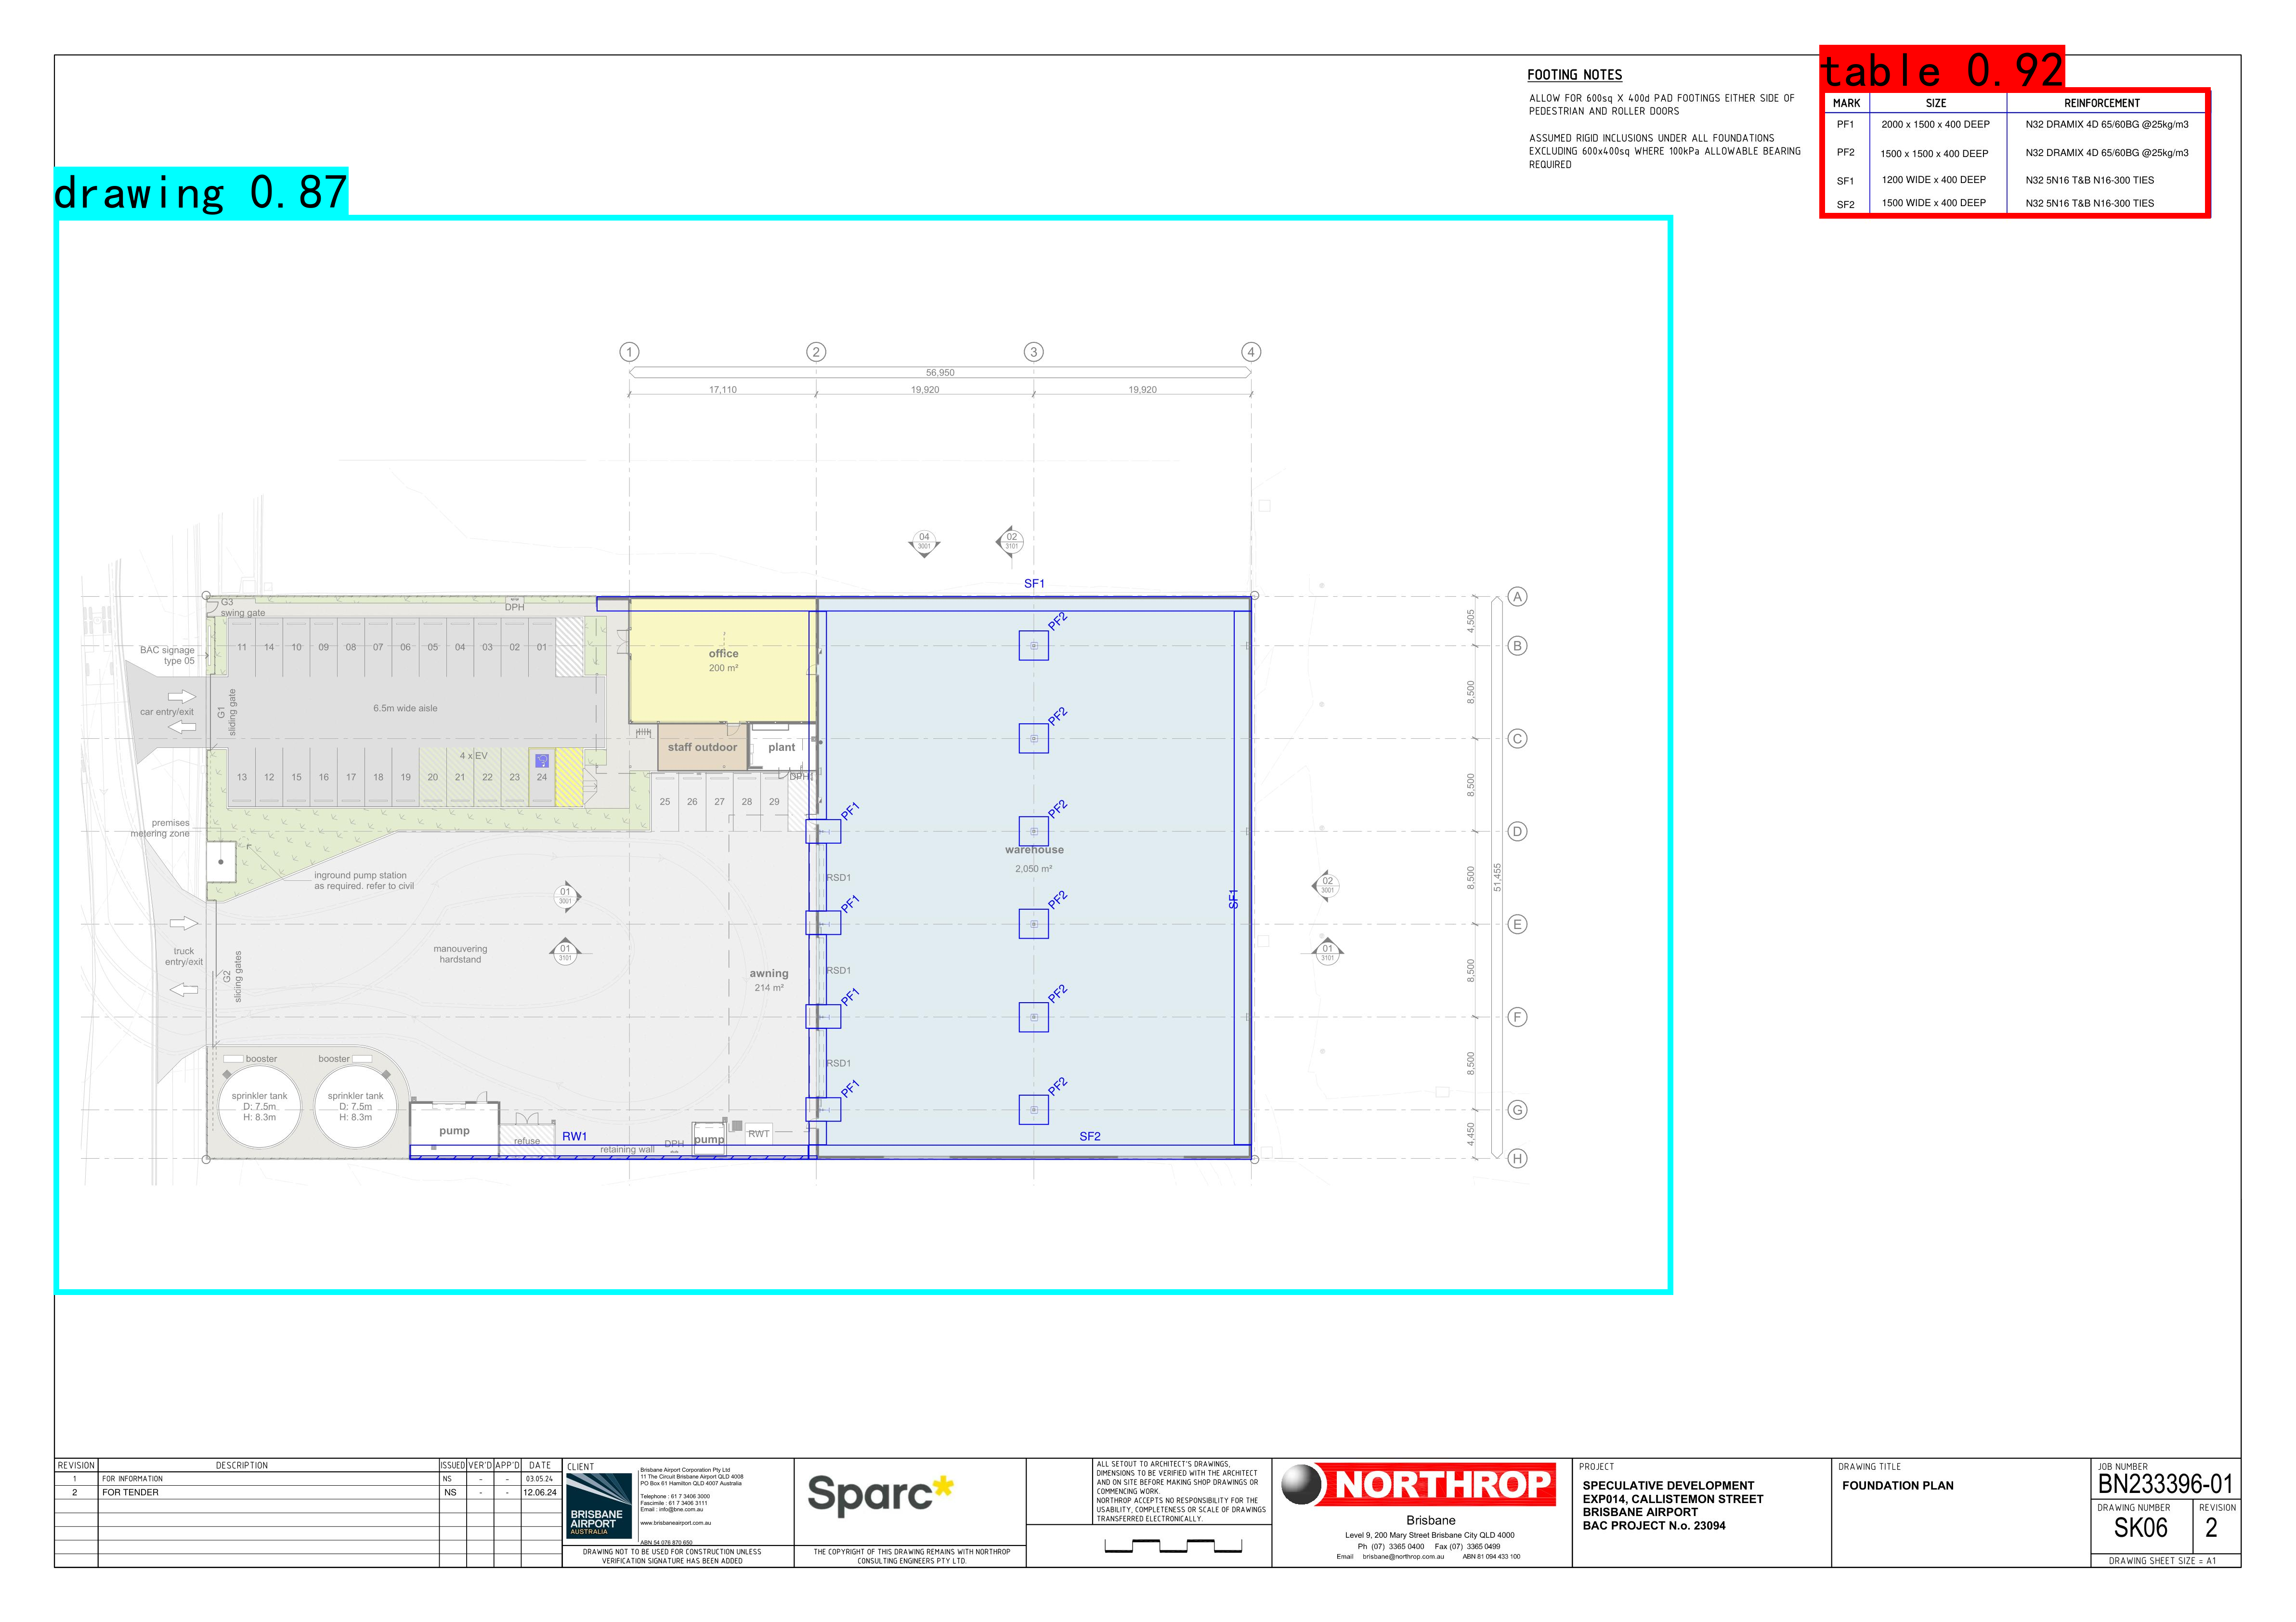 table 0.92
drawing 0.87
FOOTING NOTES
ALLOW FOR 600sq X 400d PAD FOOTINGS EITHER SIDE OF
PEDESTRIAN AND ROLLER DOORS
ASSUMED RIGID INCLUSIONS UNDER ALL FOUNDATIONS
EXCLUDING 600x400sq WHERE 100kPa ALLOWABLE BEARING
REQUIRED
MARK SIZE REINFORCEMENT
PF1 2000 x 1500 x 400 DEEP N32 DRAMIX 4D 65/60BG @25kg/m3
PF2 1500 x 1500 x 400 DEEP N32 DRAMIX 4D 65/60BG @25kg/m3
SF1 1200 WIDE x 400 DEEP N32 5N16 T&B N16-300 TIES
SF2 1500 WIDE x 400 DEEP N32 5N16 T&B N16-300 TIES
1 2 3 4
56,950
17,110 19,920 19,920
04
3001
02
3101
SF1
A
G3
swing gate
DPH
4,505
PF2
B
BAC signage
type 05
11 14 10 09 08 07 06 05 04 03 02 01
office
200 m²
8,500
car entry/exit
G1
sliding gate
6.5m wide aisle
PF2
C
staff outdoor
plant
4 x EV
13 12 15 16 17 18 19 20 21 22 23 24
DPH
8,500
25 26 27 28 29
PF1
PF2
premises
metering zone
D
warehouse
2,050 m²
inground pump station
as required. refer to civil
RSD1
8,500
51,455
01
3001
02
3001
SF1
PF1
PF2
E
truck
entry/exit
G2
slicing gates
manouvering
hardstand
01
3101
01
3101
awning
214 m²
RSD1
8,500
PF1
PF2
F
booster booster
RSD1
8,500
sprinkler tank
D: 7.5m
H: 8.3m
sprinkler tank
D: 7.5m
H: 8.3m
PF1
PF2
G
pump
refuse
RW1
retaining wall
DPH
pump
RWT
SF2
4,450
H
REVISION DESCRIPTION ISSUED VER'D APP'D DATE
1 FOR INFORMATION NS - - 03.05.24
2 FOR TENDER NS - - 12.06.24
CLIENT
BRISBANE
AIRPORT
AUSTRALIA
Brisbane Airport Corporation Pty Ltd
11 The Circuit Brisbane Airport QLD 4008
PO Box 61 Hamilton QLD 4007 Australia
Telephone : 61 7 3406 3000
Fascimile : 61 7 3406 3111
Email : info@bne.com.au
www.brisbaneairport.com.au
ABN 54 076 870 650
DRAWING NOT TO BE USED FOR CONSTRUCTION UNLESS
VERIFICATION SIGNATURE HAS BEEN ADDED
Sparc*
THE COPYRIGHT OF THIS DRAWING REMAINS WITH NORTHROP
CONSULTING ENGINEERS PTY LTD.
ALL SETOUT TO ARCHITECT'S DRAWINGS,
DIMENSIONS TO BE VERIFIED WITH THE ARCHITECT
AND ON SITE BEFORE MAKING SHOP DRAWINGS OR
COMMENCING WORK.
NORTHROP ACCEPTS NO RESPONSIBILITY FOR THE
USABILITY, COMPLETENESS OR SCALE OF DRAWINGS
TRANSFERRED ELECTRONICALLY.
NORTHROP
Brisbane
Level 9, 200 Mary Street Brisbane City QLD 4000
Ph (07) 3365 0400 Fax (07) 3365 0499
Email brisbane@northrop.com.au ABN 81 094 433 100
PROJECT
SPECULATIVE DEVELOPMENT
EXP014, CALLISTEMON STREET
BRISBANE AIRPORT
BAC PROJECT N.o. 23094
DRAWING TITLE
FOUNDATION PLAN
JOB NUMBER
BN233396-01
DRAWING NUMBER
SK06
REVISION
2
DRAWING SHEET SIZE = A1